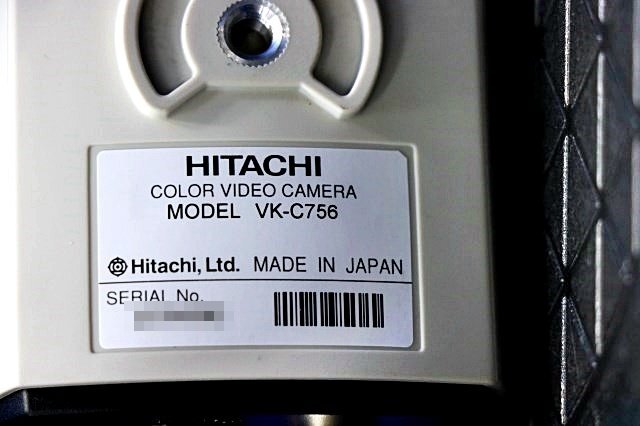 HITACHI
COLOR VIDEO CAMERA
MODEL VK-C756
Hitachi, Ltd. MADE IN JAPAN
SERIAL No.